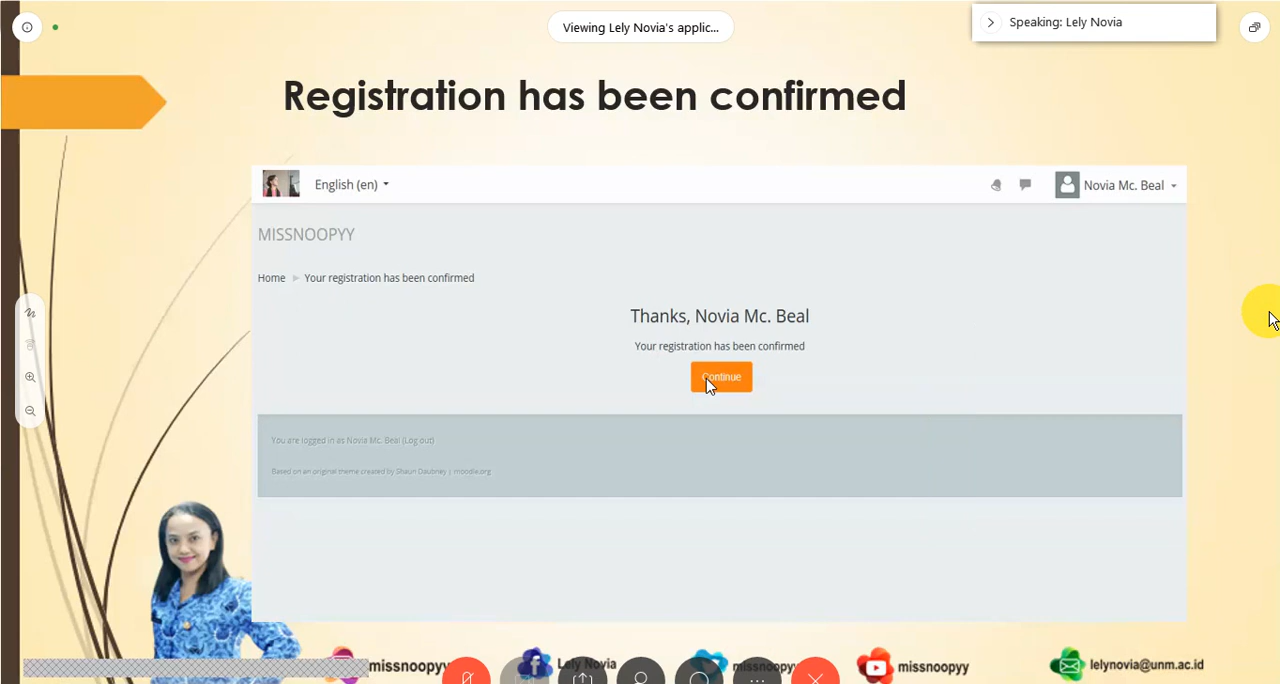 Viewing Lely Novia's applic...
Speaking: Lely Novia
Registration has been confirmed
English (en)
Novia Mc. Beal
MISSNOOPYY
Home Your registration has been confirmed
Thanks, Novia Mc. Beal
Your registration has been confirmed
Continue
You are logged in as Novia Mc. Beal (Log out)
Based on an original theme created by Shaun Daubney | moodle.org
missnoopyy
Lely Novia
missnoopyy
missnoopyy
lelynovia@unm.ac.id